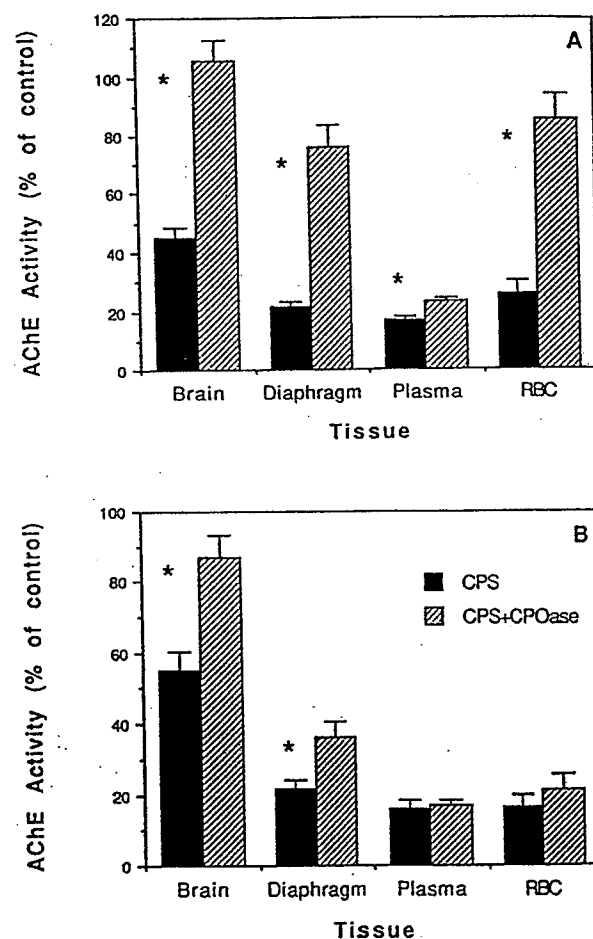 A
AChE Activity (% of control)
120
100
80
60
40
20
0
*
*
*
*
Brain Diaphragm Plasma RBC
Tissue
B
AChE Activity (% of control)
100
80
60
40
20
0
*
*
CPS
CPS+CPOase
Brain Diaphragm Plasma RBC
Tissue